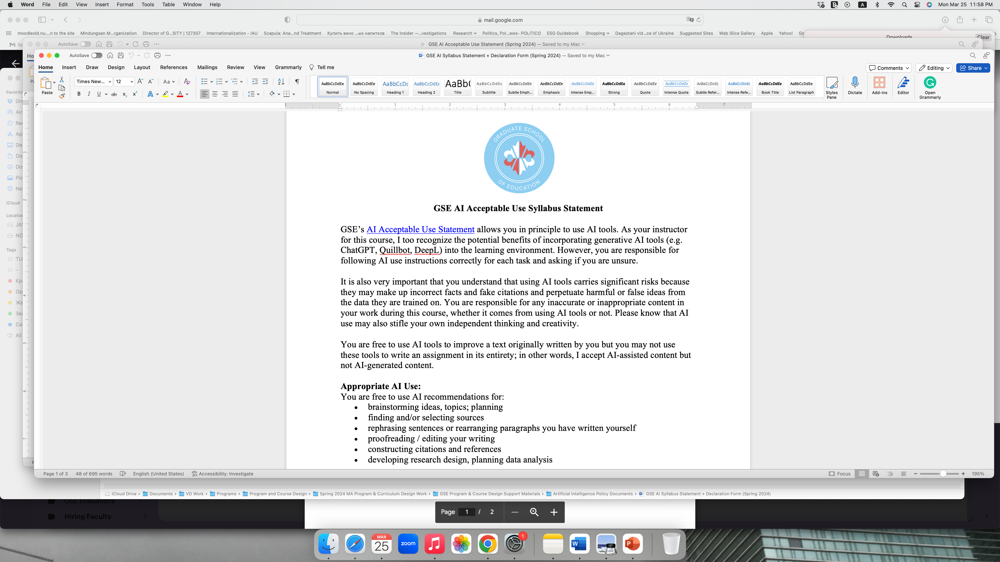 Word File Edit View Insert Format Tools Table Window Help
A
Mon Mar 25 11:58 PM
mail.google.com
moodleold.nu....n to the site Mindungsan M...rganization Director of G...SITY | 127307 Internationalization - IAU Scapula: Ana...nd Treatment Купить вино ...ых напитков The Insider —...vestigations Research Politics, Pol...ews- POLITICO ESG Guidebook Shopping Dagestani vid...ce of Ukraine Suggested Sites Web Slice Gallery Apple Yahoo!
Downloads
Clear
AutoSave
GSE AI Acceptable Use Statement (Spring 2024) — Saved to my Mac
AutoSave
GSE AI Syllabus Statement + Declaration Form (Spring 2024) — Saved to my Mac
Home Insert Draw Design Layout References Mailings Review View Grammarly Tell me
Comments Editing Share
Paste
Times New... 12
Aa
B I U ab
AaBbCcDdEe Normal
AaBbCcDdEe No Spacing
AaBbCcDc Heading 1
AaBbCcDdEe Heading 2
AaBb( Title
AaBbCcDdEe Subtitle
AaBbCcDdEe Subtle Emph...
AaBbCcDdEe Emphasis
AaBbCcDdEe Intense Emp...
AaBbCcDdEe Strong
AaBbCcDdEe Quote
AaBbCcDdEe Intense Quote
AaBbCcDdEe Subtle Refer...
AaBbCcDdEe Intense Refe...
AaBbCcDdEe Book Title
AaBbCcDdEe List Paragraph
Styles Pane
Dictate
Add-ins
Editor
Open Grammarly
1 1 2 3 4 5 6 7
iCloud
Tags
All
GRADUATE SCHOOL
OF EDUCATION
GSE AI Acceptable Use Syllabus Statement
GSE’s AI Acceptable Use Statement allows you in principle to use AI tools. As your instructor
for this course, I too recognize the potential benefits of incorporating generative AI tools (e.g.
ChatGPT, Quillbot, DeepL) into the learning environment. However, you are responsible for
following AI use instructions correctly for each task and asking if you are unsure.
It is also very important that you understand that using AI tools carries significant risks because
they may make up incorrect facts and fake citations and perpetuate harmful or false ideas from
the data they are trained on. You are responsible for any inaccurate or inappropriate content in
your work during this course, whether it comes from using AI tools or not. Please know that AI
use may also stifle your own independent thinking and creativity.
You are free to use AI tools to improve a text originally written by you but you may not use
these tools to write an assignment in its entirety; in other words, I accept AI-assisted content but
not AI-generated content.
Appropriate AI Use:
You are free to use AI recommendations for:
• brainstorming ideas, topics; planning
• finding and/or selecting sources
• rephrasing sentences or rearranging paragraphs you have written yourself
• proofreading / editing your writing
• constructing citations and references
• developing research design, planning data analysis
Page 1 of 3 48 of 695 words English (United States) Accessibility: Investigate
Focus 195%
iCloud Drive › Documents › VD Work › Programs › Program and Course Design › Spring 2024 MA Program & Curriculum Design Work › GSE Program & Course Design Support Materials › Artificial Intelligence Policy Documents › GSE AI Syllabus Statement + Declaration Form (Spring 2024)
GSE Evaluations
Hiring Faculty 2
Page 1 / 2
MAR
25
zoom
1
W
P